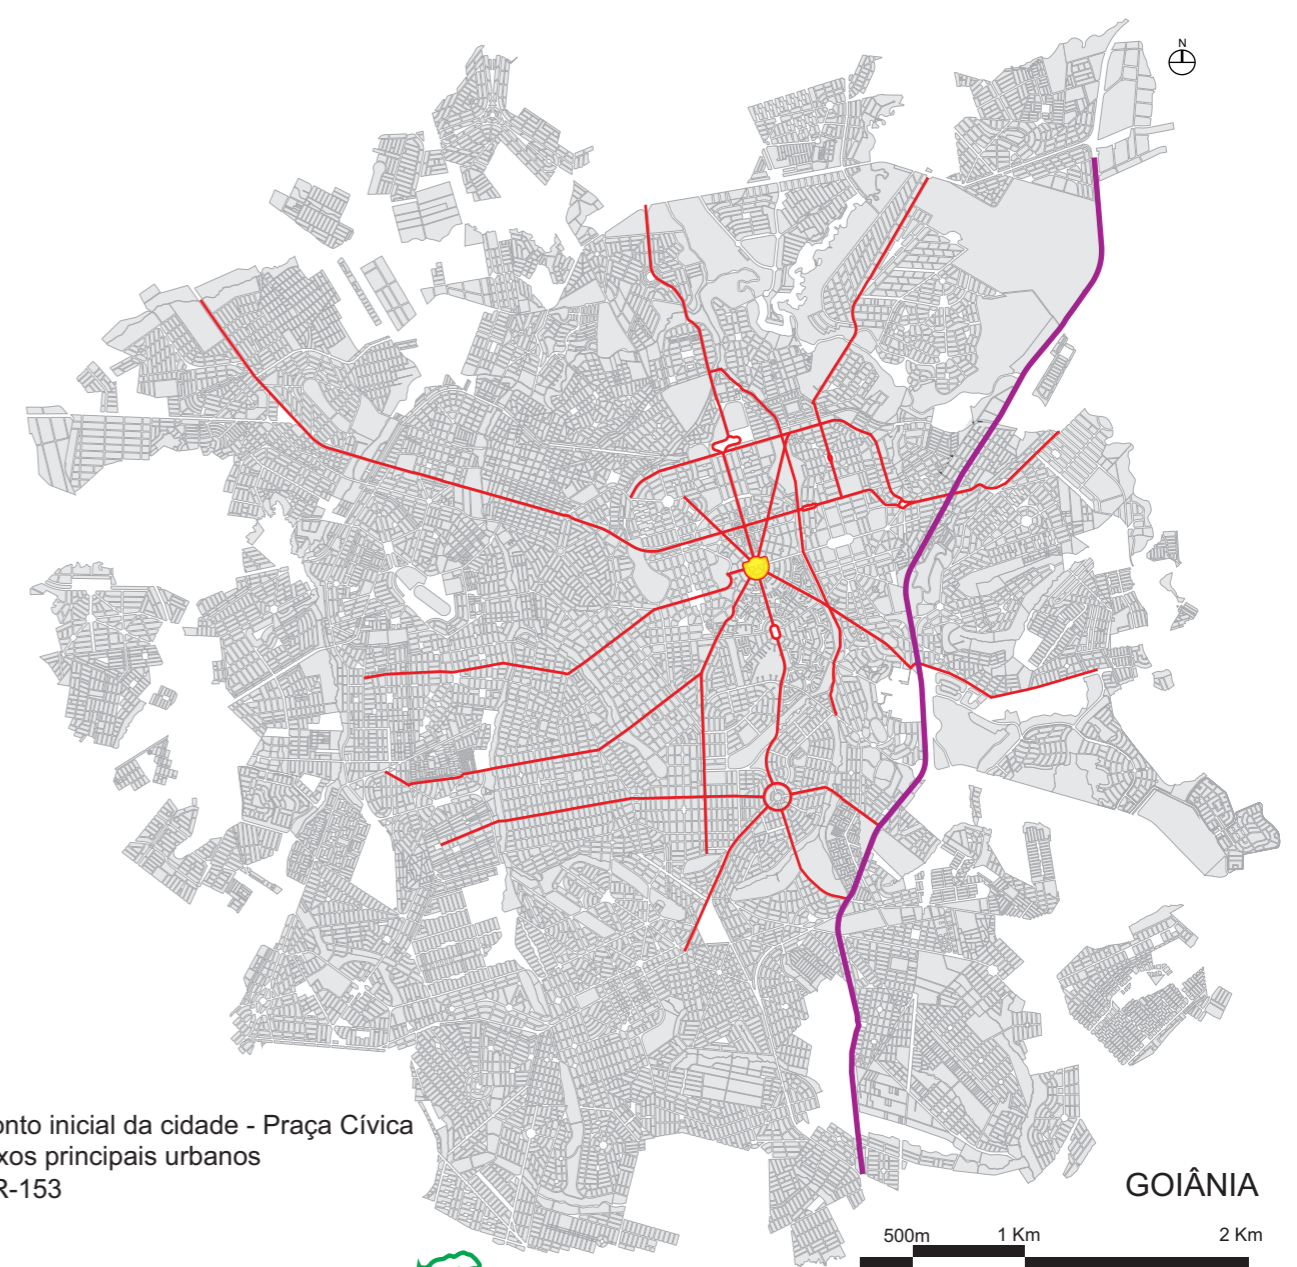 N
onto inicial da cidade - Praça Cívica
xos principais urbanos
R-153
GOIÂNIA
500m 1 Km 2 Km